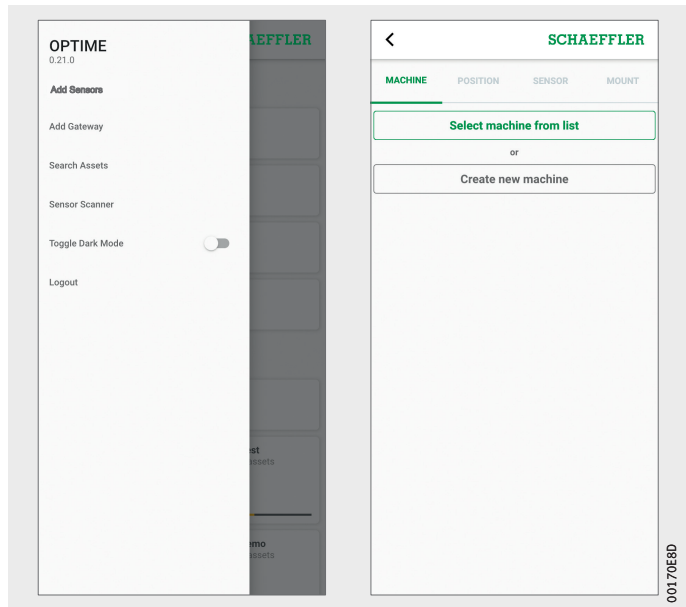 OPTIME
0.21.0
Add Sensors
Add Gateway
Search Assets
Sensor Scanner
Toggle Dark Mode
Logout
AEFFLER
st
assets
emo
assets
SCHAEFFLER
MACHINE POSITION SENSOR MOUNT
Select machine from list
or
Create new machine
00170E8D